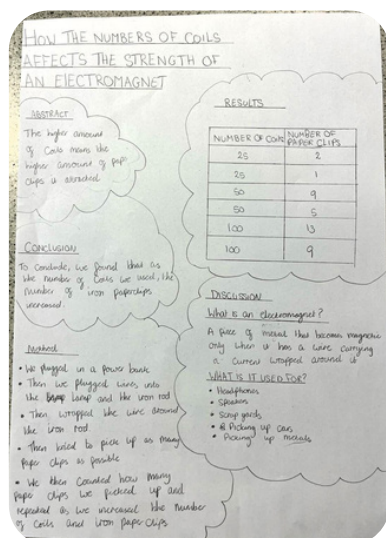 HOW THE NUMBERS OF COILS
AFFECTS THE STRENGTH OF
AN ELECTROMAGNET
ABSTRACT
The higher amount
of Coils means the
higher amount of pap
clips is attracted
CONCLUSION
To conclude, we found that as
the number of Coils we used, the
number of iron paperclips
increased.
Method
• We plugged in a power bank
• Then we plugged wires into
the lamp and the iron rod
• Then wrapped the wire around
the iron rod
• Then tried to pick up as many
paper clips as possible
• We then counted how many
paper clips we picked up and
repeated as we increased the number
of coils and iron paper clips
RESULTS
NUMBER OF COILS NUMBER OF PAPER CLIPS
25 2
25 1
50 9
50 5
100 13
100 9
DISCUSSION
What is an electromagnet?
A piece of metal that becomes magnetic
only when it has a wire carrying
a current wrapped around it
WHAT IS IT USED FOR?
• Headphones
• Speakers
• Scrap yards
• Picking up cars
• Picking up metals